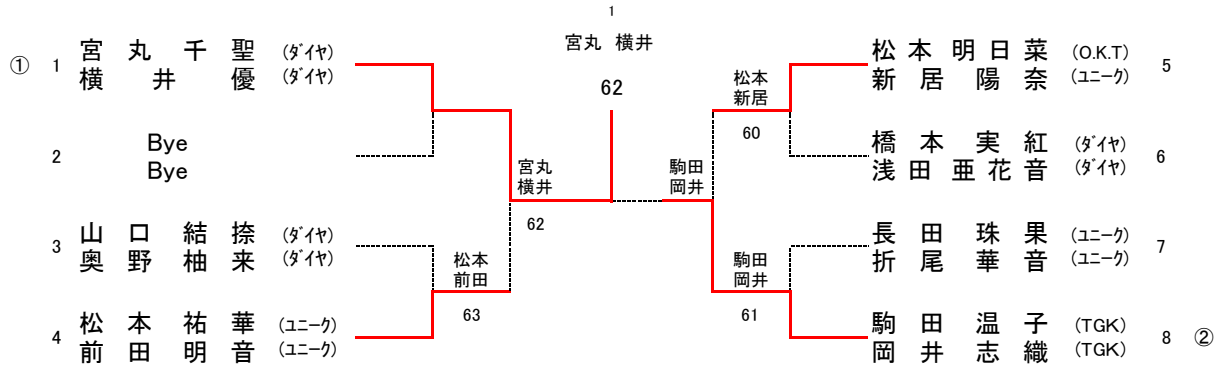 1
宮丸 横井
62
① 1 宮丸千聖 (ダイヤ)
横井優 (ダイヤ)
2 Bye
Bye
3 山口結捺 (ダイヤ)
奥野柚来 (ダイヤ)
4 松本祐華 (ユニーク)
前田明音 (ユニーク)
松本
前田
63
宮丸
横井
62
松本
新居
60
駒田
岡井
駒田
岡井
61
松本明日菜 (O.K.T)
新居陽奈 (ユニーク) 5
橋本実紅 (ダイヤ)
浅田亜花音 (ダイヤ) 6
長田珠果 (ユニーク)
折尾華音 (ユニーク) 7
駒田温子 (TGK)
岡井志織 (TGK) 8 ②